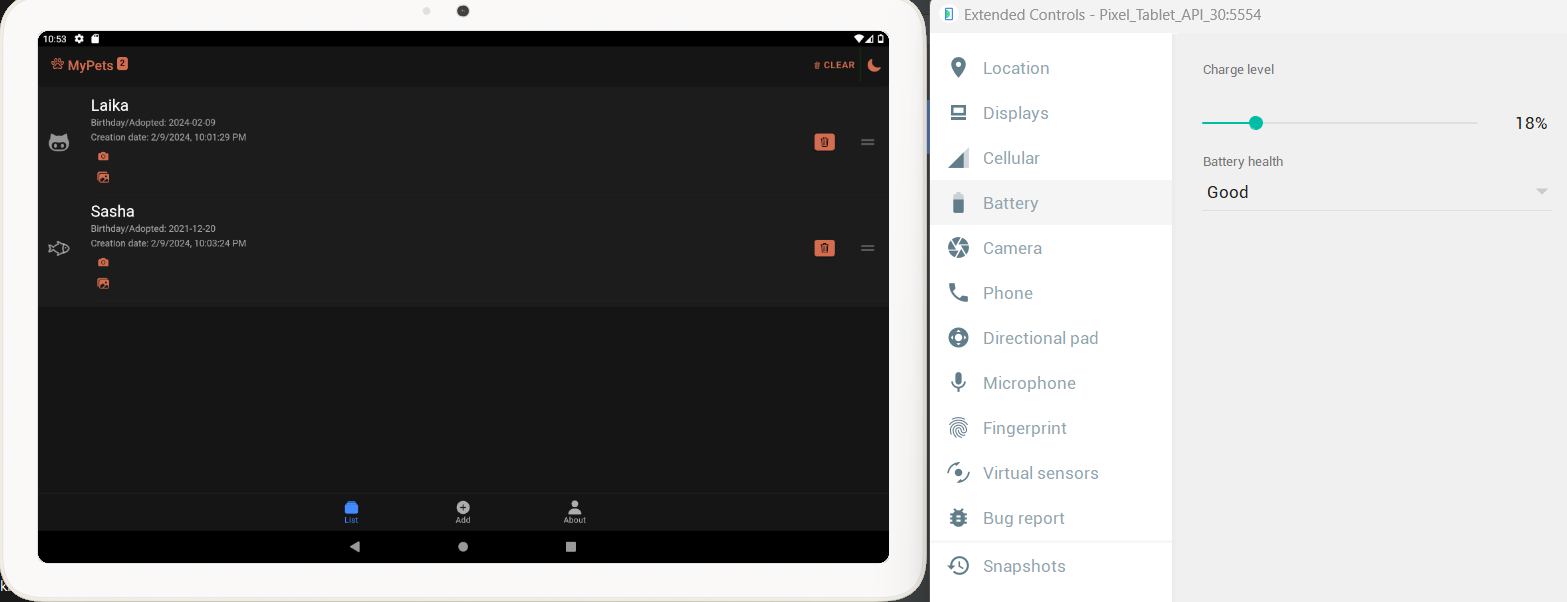 10:53
MyPets 2
CLEAR
Laika
Birthday/Adopted: 2024-02-09
Creation date: 2/9/2024, 10:01:29 PM
Sasha
Birthday/Adopted: 2021-12-20
Creation date: 2/9/2024, 10:03:24 PM
List
Add
About
Extended Controls - Pixel_Tablet_API_30:5554
Location
Displays
Cellular
Battery
Camera
Phone
Directional pad
Microphone
Fingerprint
Virtual sensors
Bug report
Snapshots
Charge level
18%
Battery health
Good